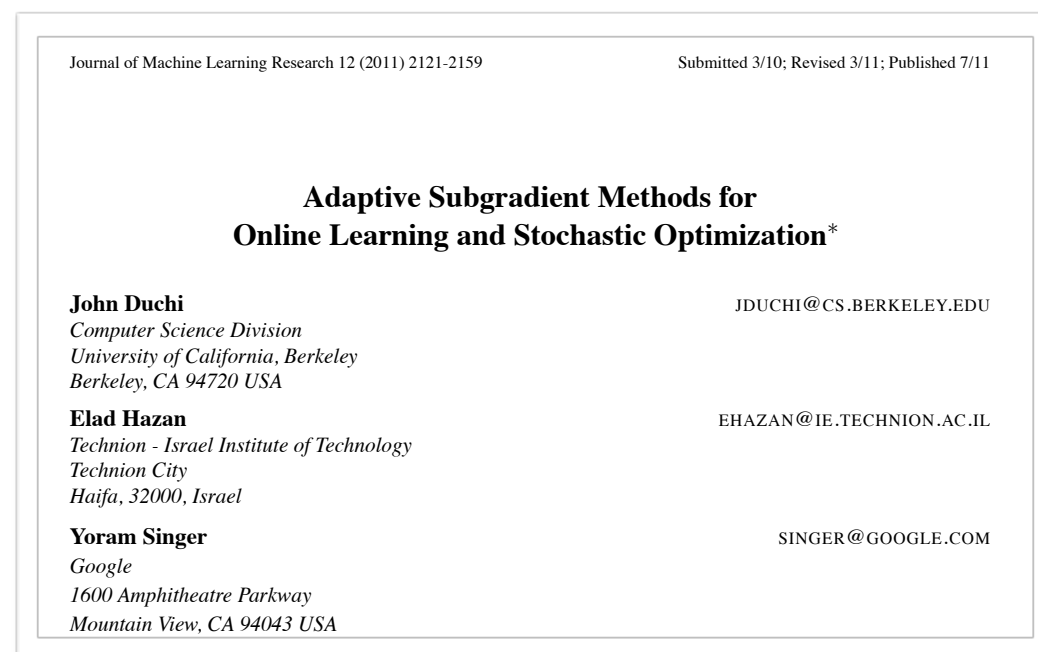 Journal of Machine Learning Research 12 (2011) 2121-2159 Submitted 3/10; Revised 3/11; Published 7/11
Adaptive Subgradient Methods for
Online Learning and Stochastic Optimization*
John Duchi JDUCHI@CS.BERKELEY.EDU
Computer Science Division
University of California, Berkeley
Berkeley, CA 94720 USA
Elad Hazan EHAZAN@IE.TECHNION.AC.IL
Technion - Israel Institute of Technology
Technion City
Haifa, 32000, Israel
Yoram Singer SINGER@GOOGLE.COM
Google
1600 Amphitheatre Parkway
Mountain View, CA 94043 USA